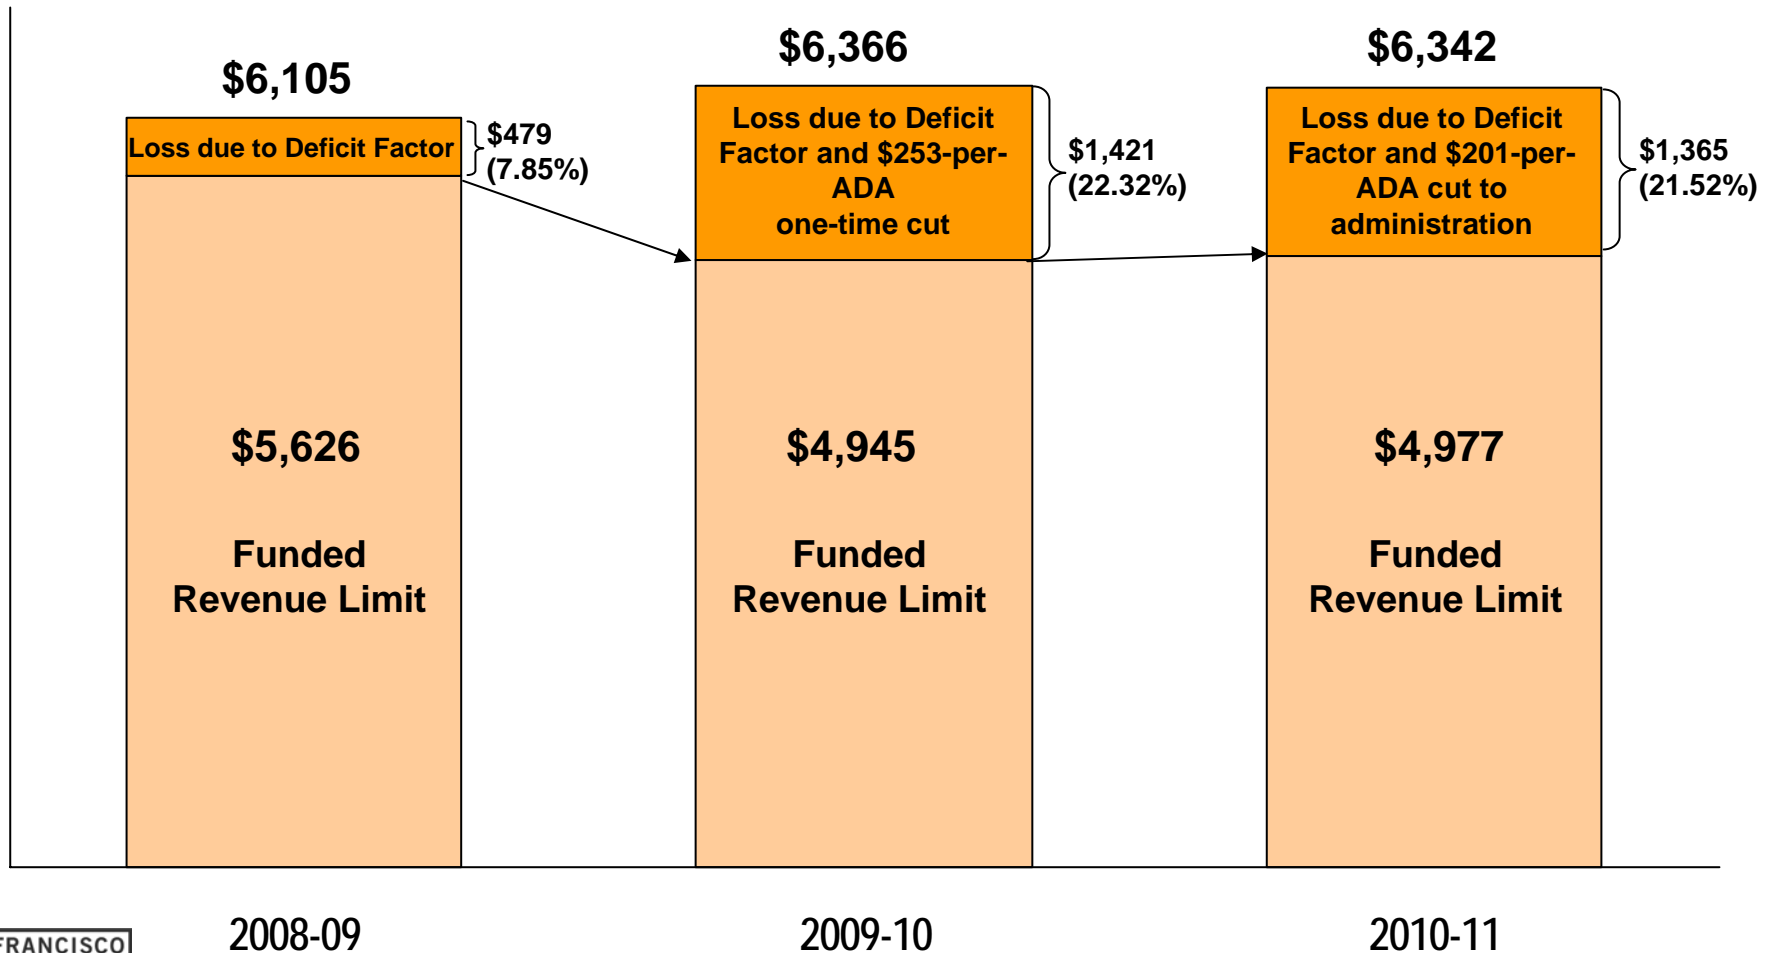 $6,105
Loss due to Deficit Factor
$479
(7.85%)
$5,626
Funded
Revenue Limit
2008-09
$6,366
Loss due to Deficit
Factor and $253-per-
ADA
one-time cut
$1,421
(22.32%)
$4,945
Funded
Revenue Limit
2009-10
$6,342
Loss due to Deficit
Factor and $201-per-
ADA cut to
administration
$1,365
(21.52%)
$4,977
Funded
Revenue Limit
2010-11
FRANCISCO